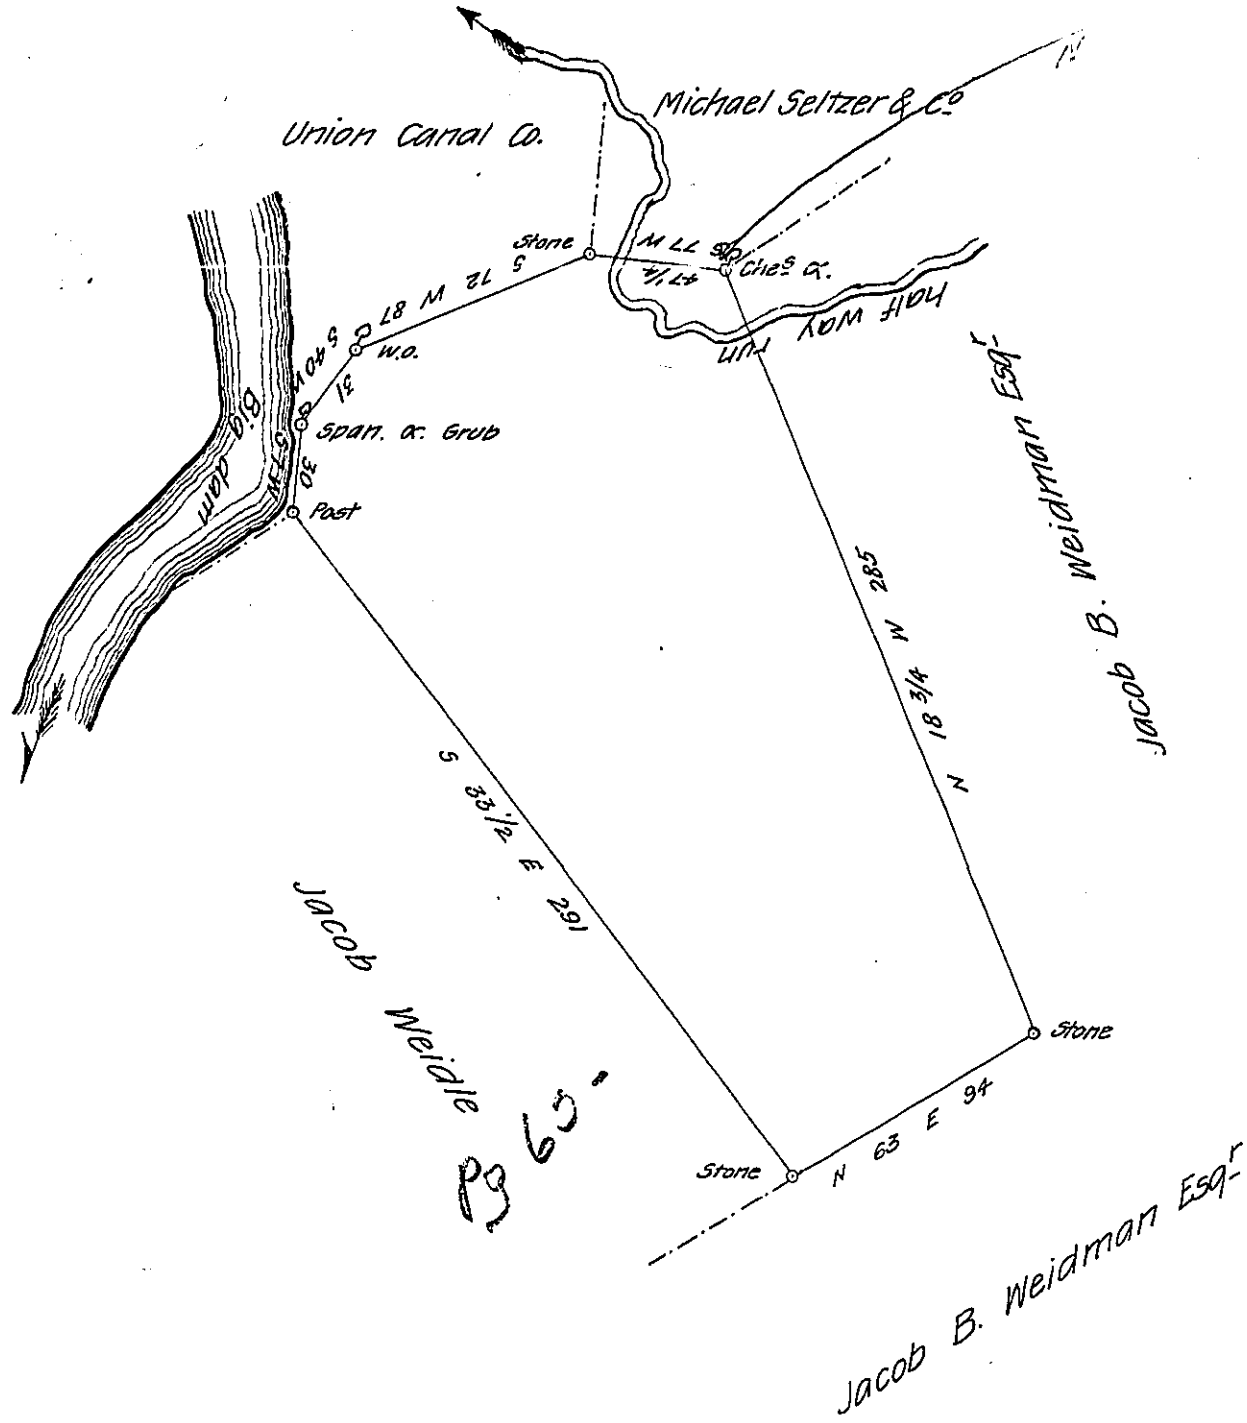 N
Michael Seltzer & Co
Union Canal Co.
Stone
N 77 W
47 1/4
Ches. o.
S 72 W 87
half way run
W.O.
S 40 W
31
Span. o. Grub
S 7 W
30
Post
Big dam
Jacob B. Weidman Esqr
N 18 3/4 W 285
S 33 1/2 E 291
Jacob Weidle
Pg 65-
Stone
N 63 E 94
Stone
Jacob B. Weidman Esqr